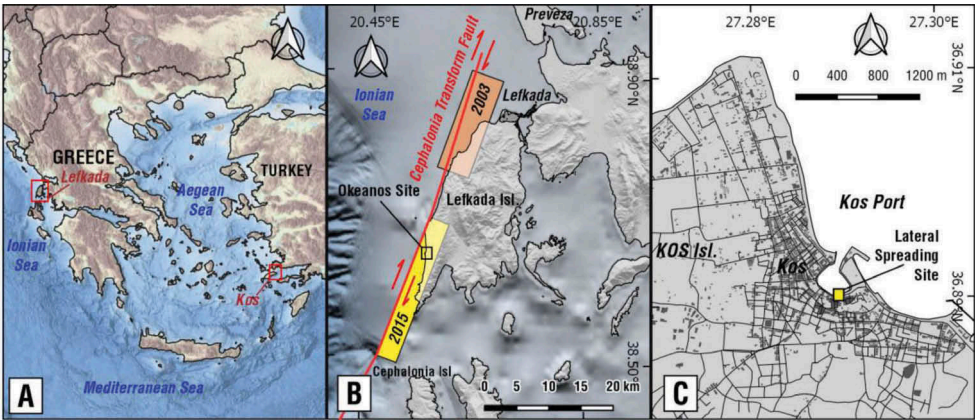 GREECE
Lefkada
TURKEY
Aegean
Sea
Ionian
Sea
Kos
Mediterranean Sea
A
20.45°E
20.85°E
Preveza
38.90°N
Ionian
Sea
Cephalonia Transform Fault
2003
Lefkada
Okeanos Site
Lefkada Isl.
2015
Cephalonia Isl.
38.50°N
0 5 10 15 20 km
B
27.28°E
27.30°E
36.91°N
0 400 800 1200 m
Kos Port
KOS Isl.
Kos
Lateral
Spreading
Site
36.89°N
C